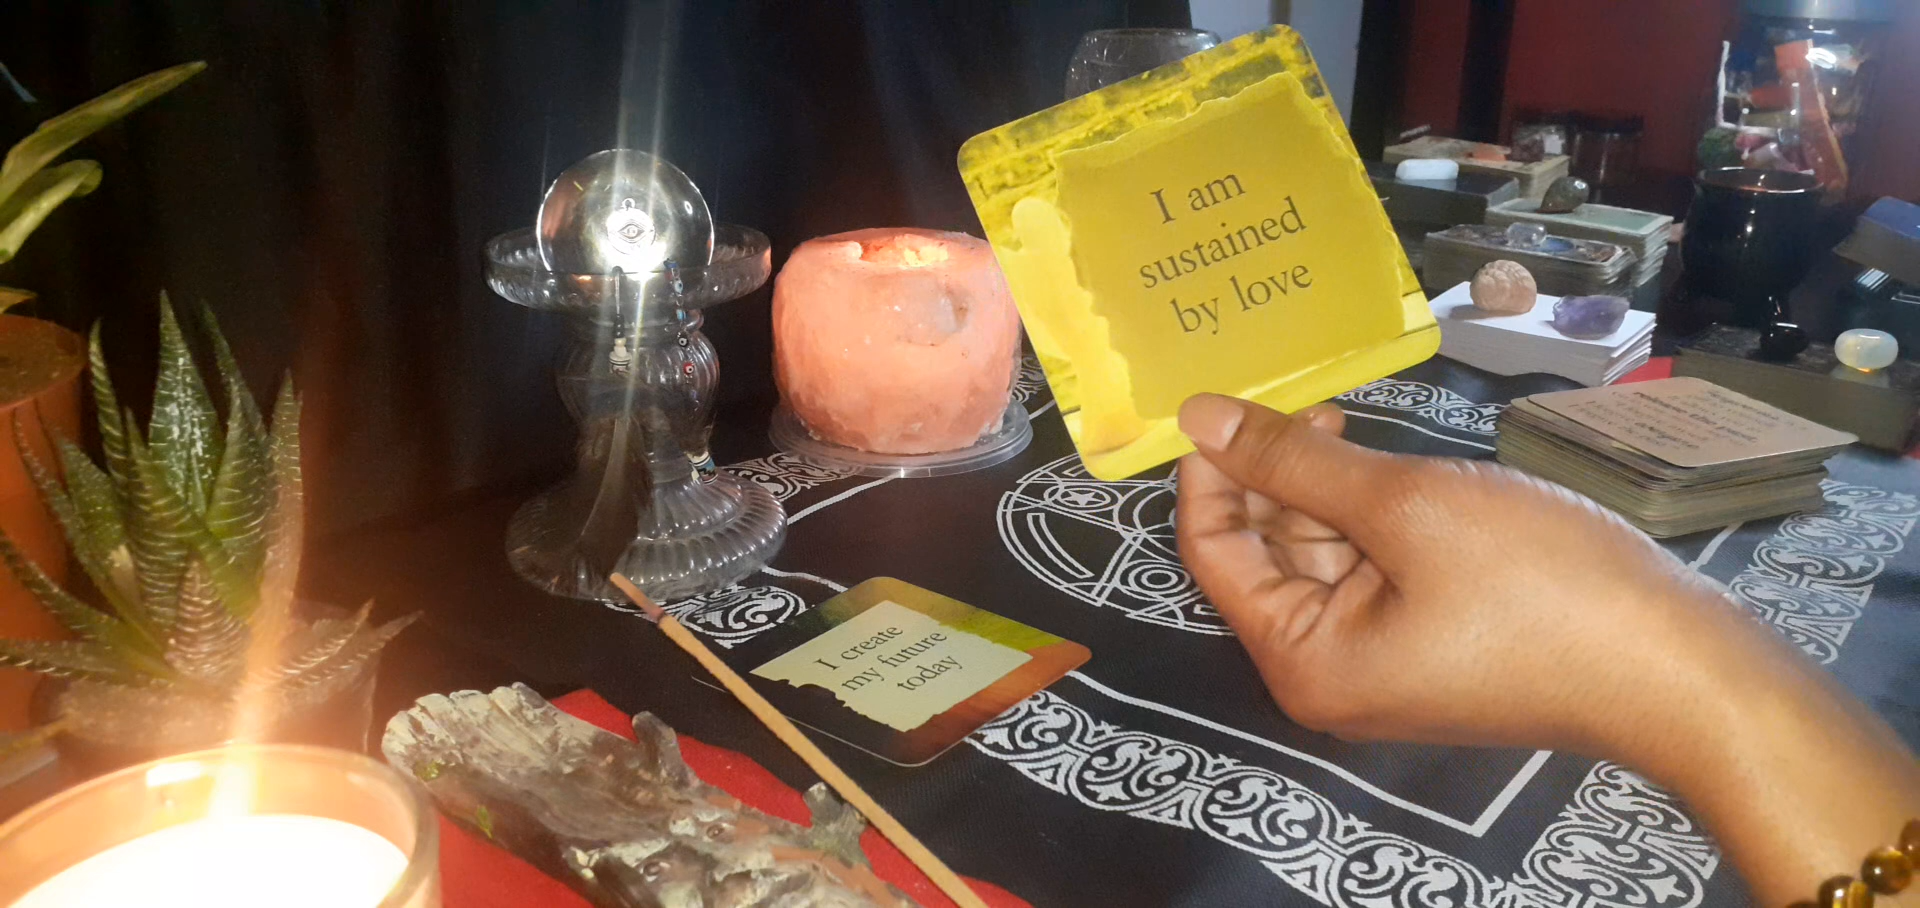 I am
sustained
by love
I create
my future
today